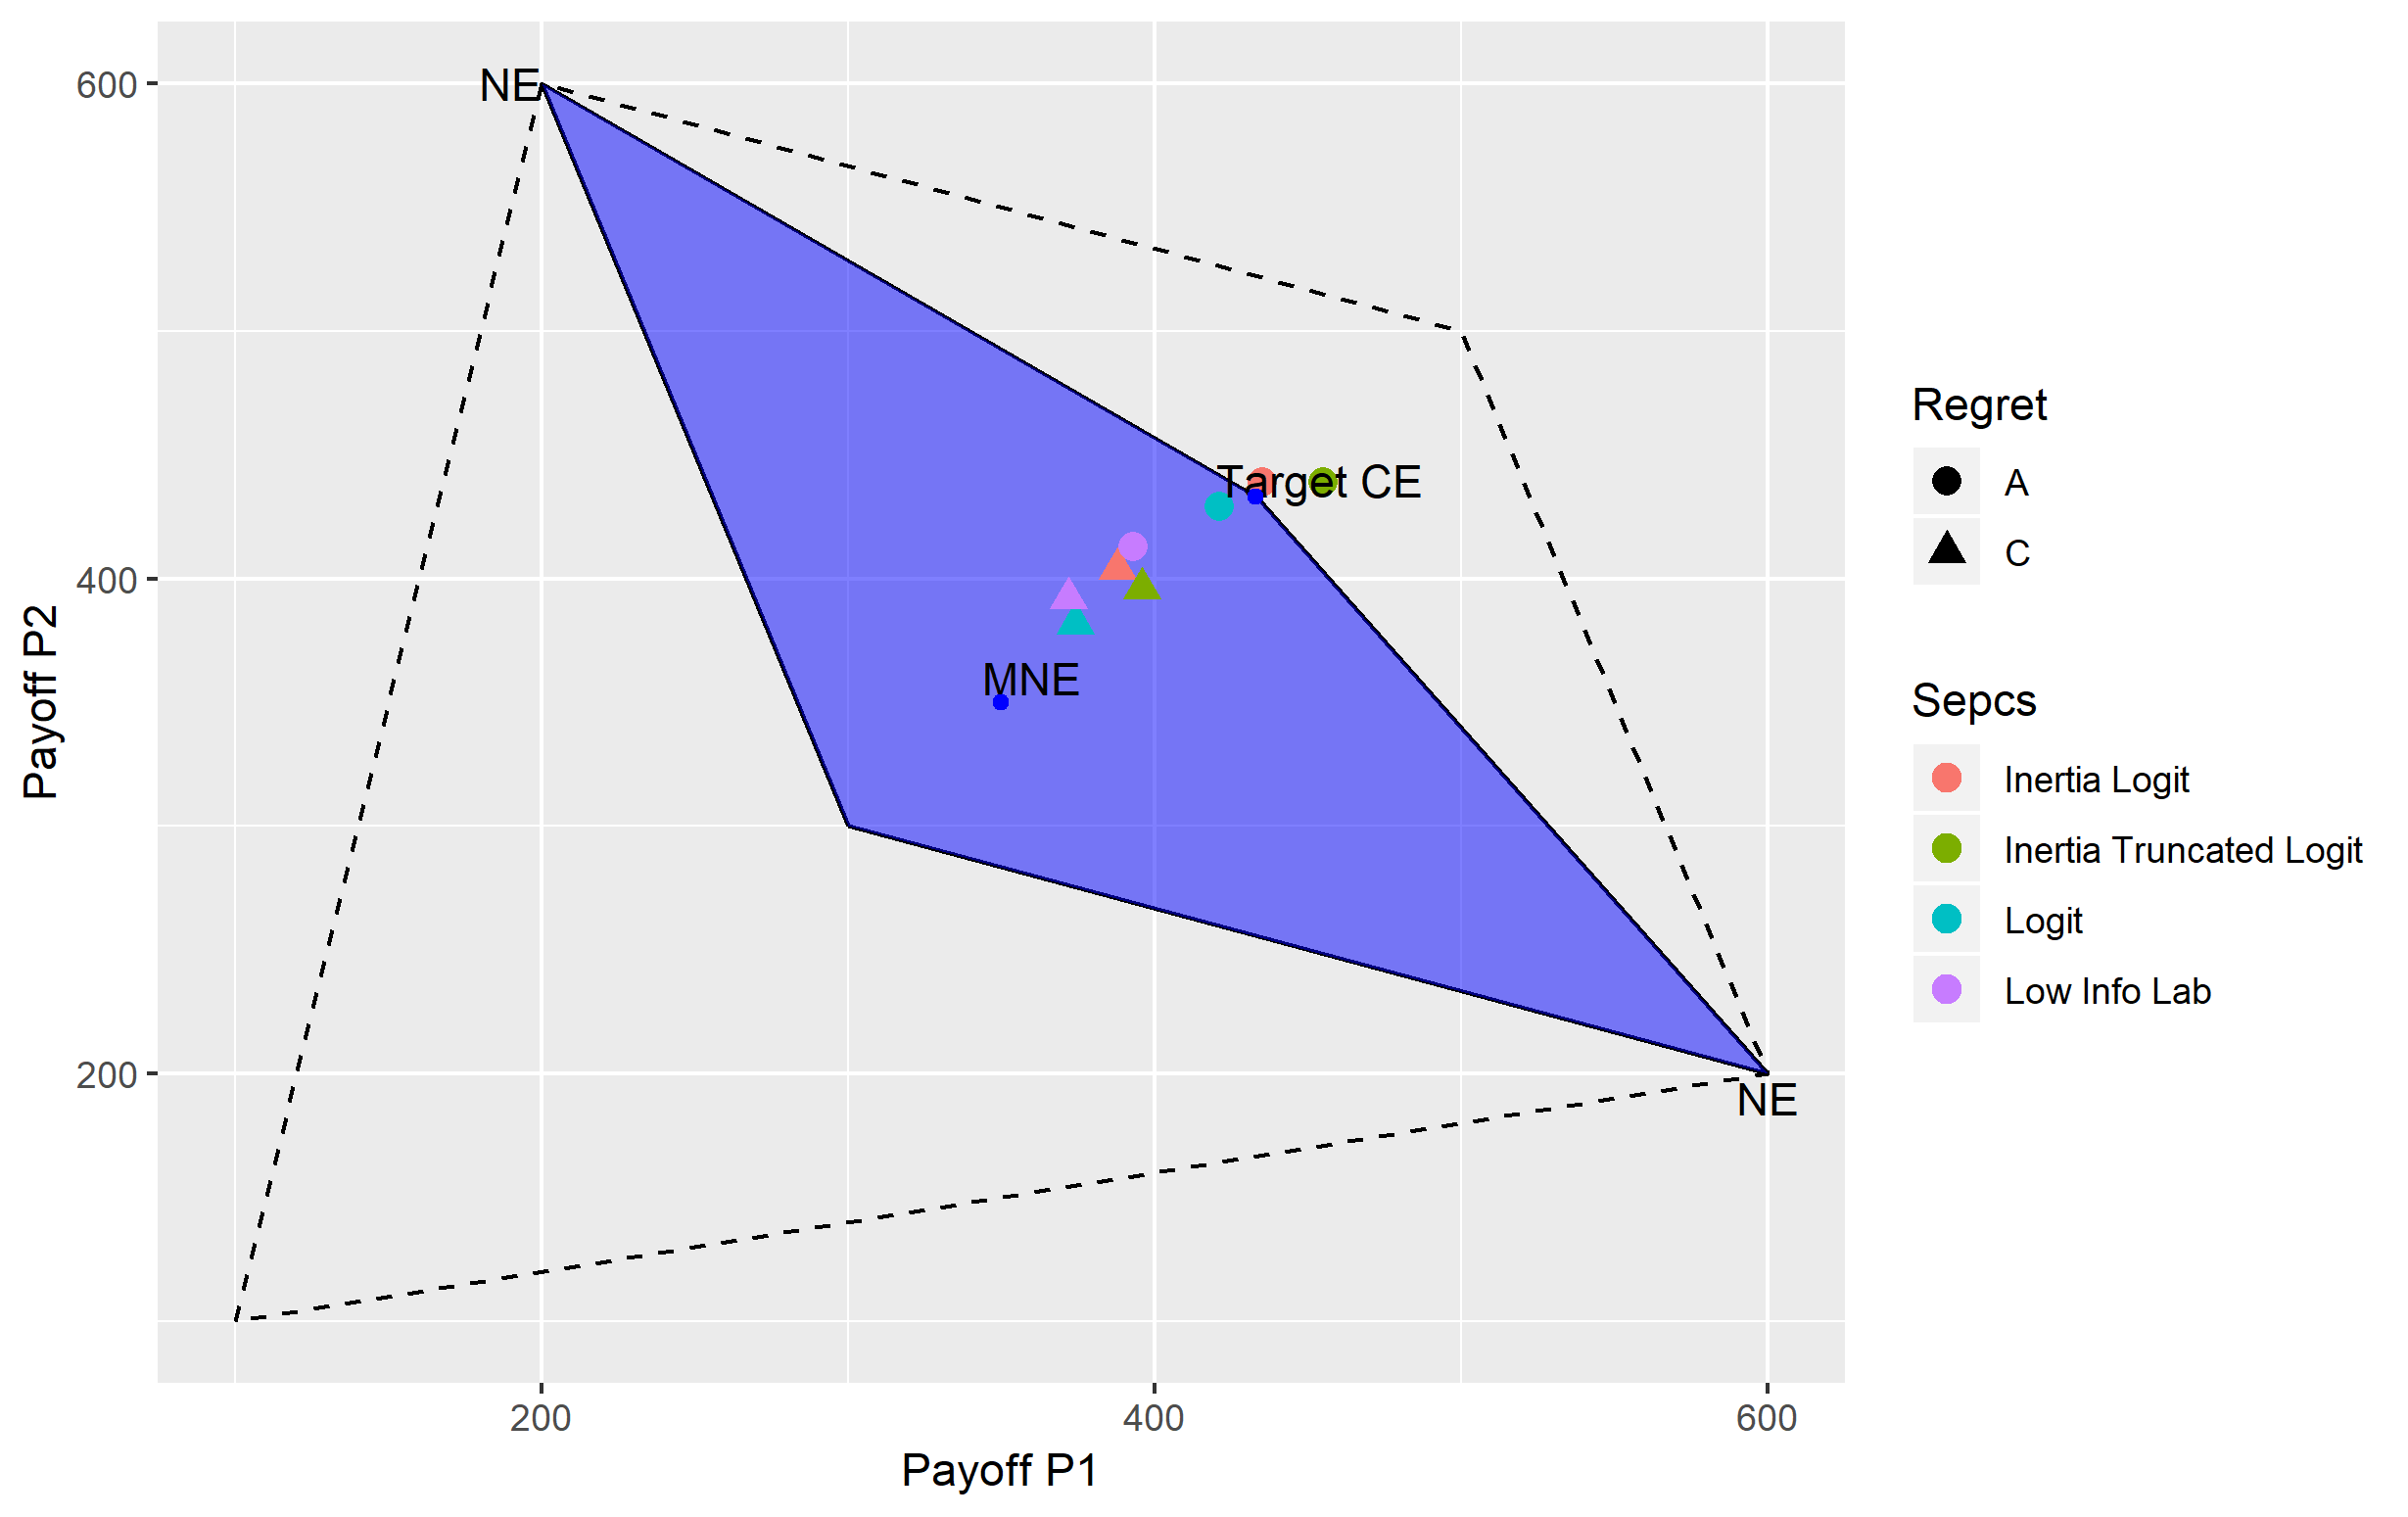 600
400
200
Payoff P2
NE
Target CE
MNE
NE
200
400
600
Payoff P1
Regret
A
C
Sepcs
Inertia Logit
Inertia Truncated Logit
Logit
Low Info Lab